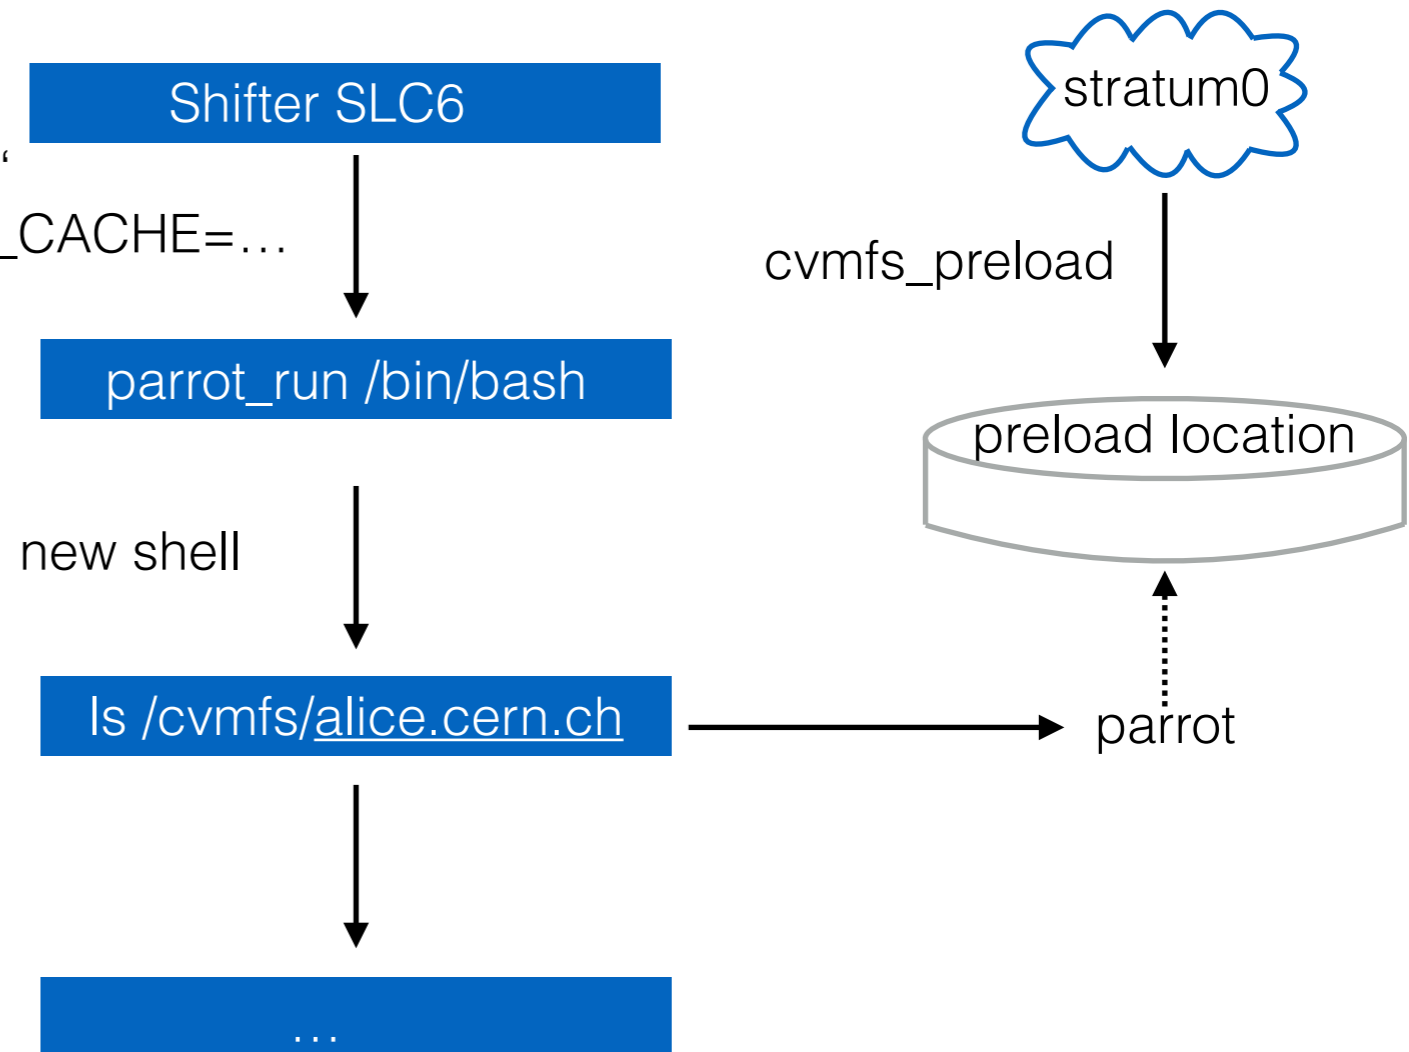 Shifter SLC6
stratum0
“
_CACHE=…
cvmfs_preload
parrot_run /bin/bash
preload location
new shell
ls /cvmfs/alice.cern.ch
parrot
…